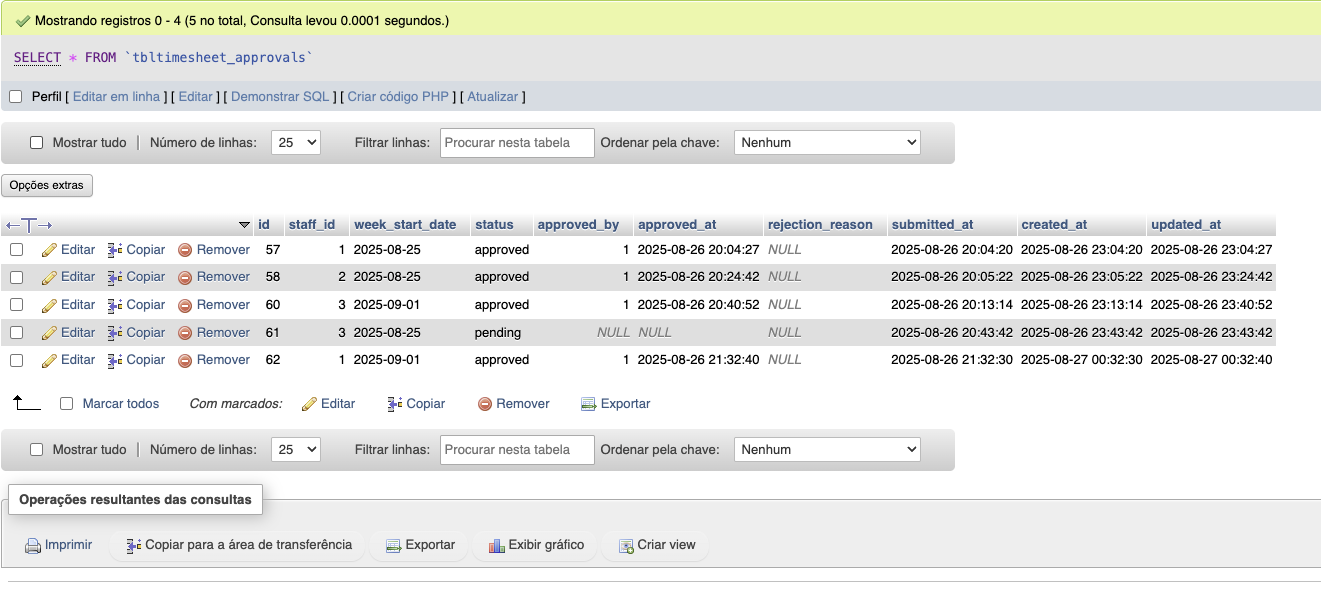 Mostrando registros 0 - 4 (5 no total, Consulta levou 0.0001 segundos.)
SELECT * FROM `tbltimesheet_approvals`
Perfil [ Editar em linha ] [ Editar ] [ Demonstrar SQL ] [ Criar código PHP ] [ Atualizar ]
Mostrar tudo | Número de linhas: 25 Filtrar linhas: Procurar nesta tabela Ordenar pela chave: Nenhum
Opções extras
←T→ id staff_id week_start_date status approved_by approved_at rejection_reason submitted_at created_at updated_at
Editar Copiar Remover 57 1 2025-08-25 approved 1 2025-08-26 20:04:27 NULL 2025-08-26 20:04:20 2025-08-26 23:04:20 2025-08-26 23:04:27
Editar Copiar Remover 58 2 2025-08-25 approved 1 2025-08-26 20:24:42 NULL 2025-08-26 20:05:22 2025-08-26 23:05:22 2025-08-26 23:24:42
Editar Copiar Remover 60 3 2025-09-01 approved 1 2025-08-26 20:40:52 NULL 2025-08-26 20:13:14 2025-08-26 23:13:14 2025-08-26 23:40:52
Editar Copiar Remover 61 3 2025-08-25 pending NULL NULL NULL 2025-08-26 20:43:42 2025-08-26 23:43:42 2025-08-26 23:43:42
Editar Copiar Remover 62 1 2025-09-01 approved 1 2025-08-26 21:32:40 NULL 2025-08-26 21:32:30 2025-08-27 00:32:30 2025-08-27 00:32:40
Marcar todos Com marcados: Editar Copiar Remover Exportar
Mostrar tudo | Número de linhas: 25 Filtrar linhas: Procurar nesta tabela Ordenar pela chave: Nenhum
Operações resultantes das consultas
Imprimir Copiar para a área de transferência Exportar Exibir gráfico Criar view